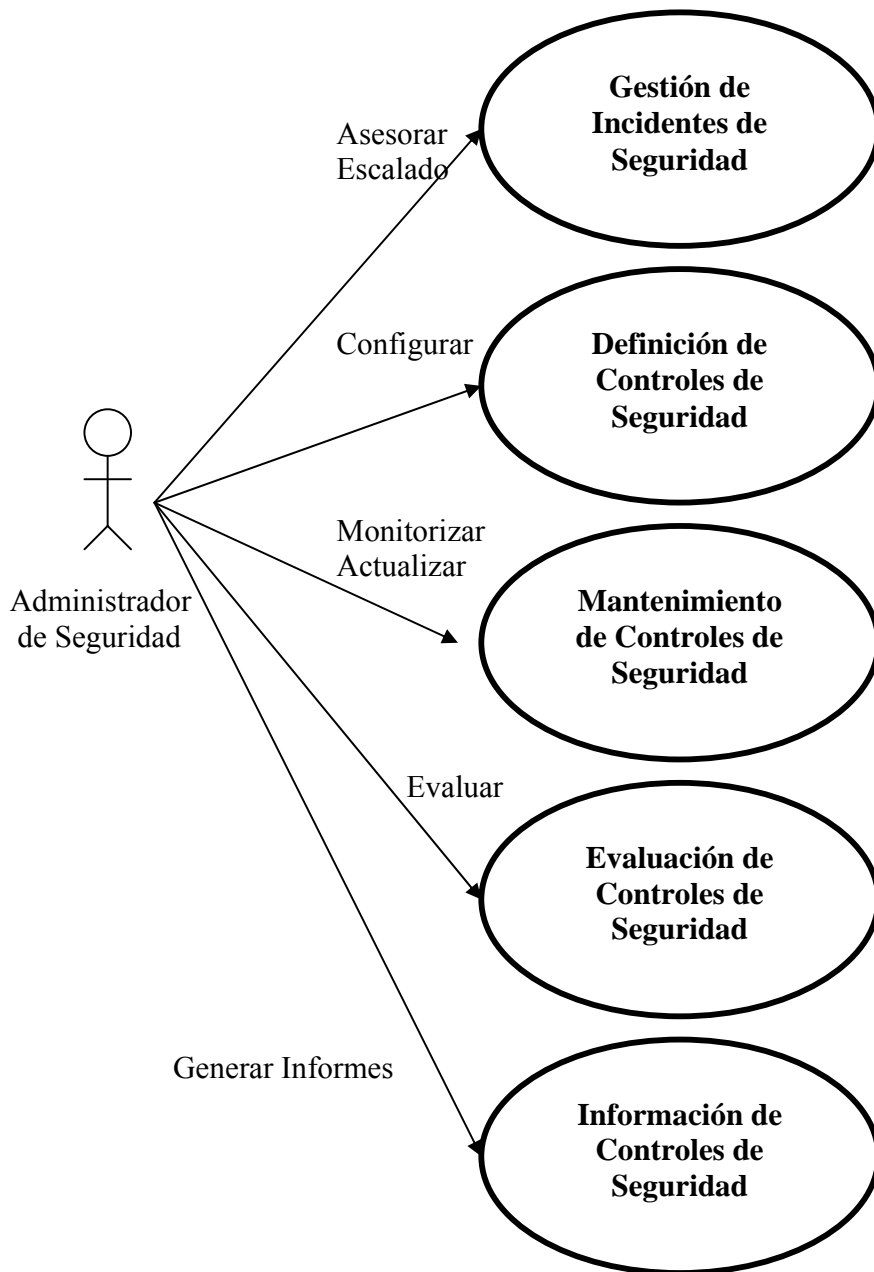 Gestión de
Incidentes de
Seguridad
Asesorar
Escalado
Configurar
Definición de
Controles de
Seguridad
Administrador
de Seguridad
Monitorizar
Actualizar
Mantenimiento
de Controles de
Seguridad
Evaluar
Evaluación de
Controles de
Seguridad
Generar Informes
Información de
Controles de
Seguridad